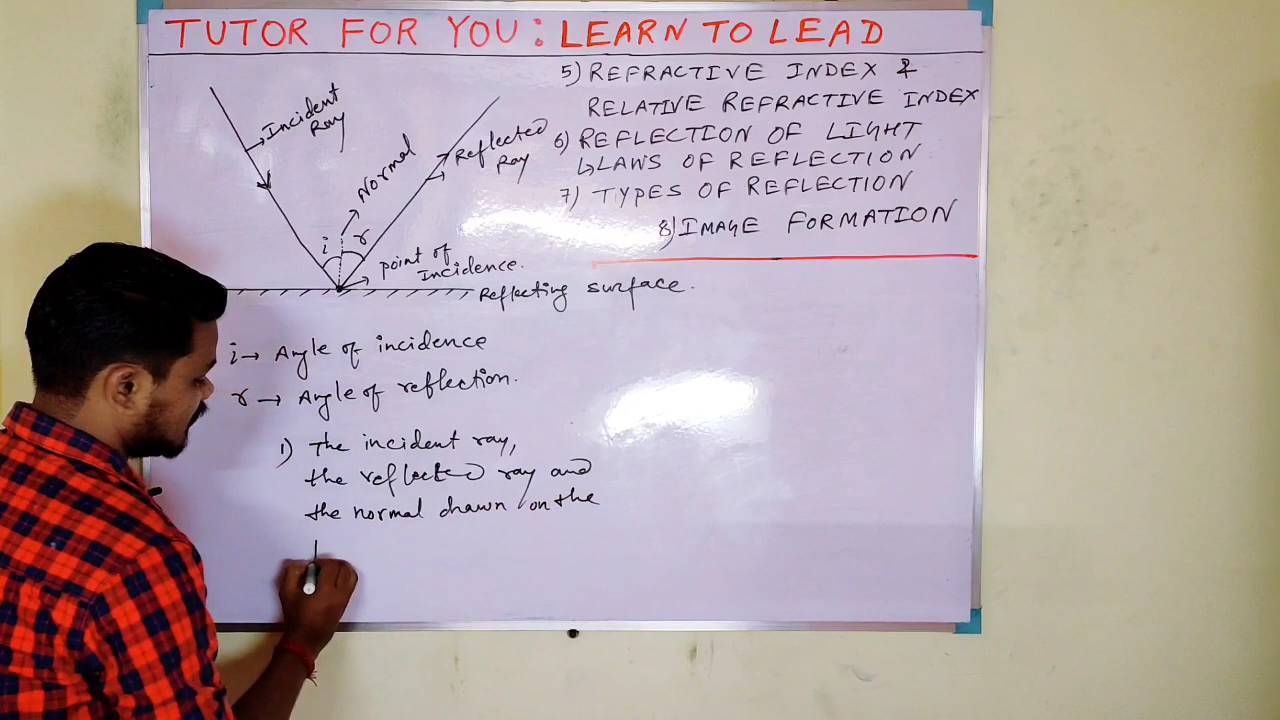 TUTOR FOR YOU: LEARN TO LEAD
5) REFRACTIVE INDEX &
RELATIVE REFRACTIVE INDEX
6) REFLECTION OF LIGHT
↳ LAWS OF REFLECTION
7) TYPES OF REFLECTION
8) IMAGE FORMATION
Incident
Ray
Normal
Reflected
Ray
i
r
point of
Incidence.
Reflecting surface.
i → Angle of incidence
r → Angle of reflection.
1) The incident ray,
the reflected ray and
the normal drawn on the